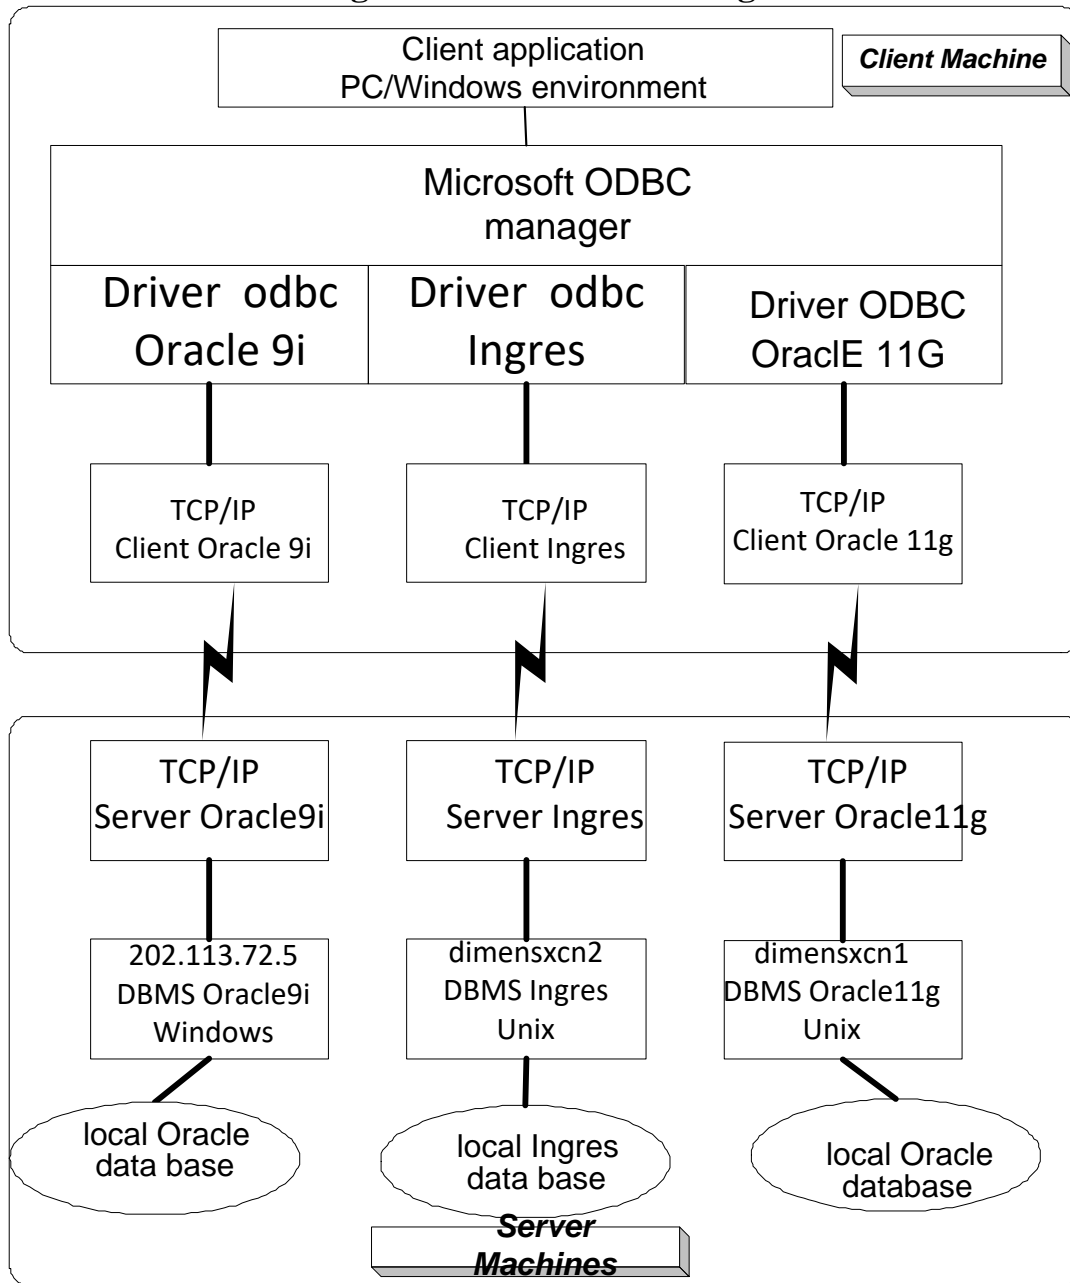 Client application
PC/Windows environment
Client Machine
Microsoft ODBC
manager
Driver odbc
Oracle 9i
Driver odbc
Ingres
Driver ODBC
OraclE 11G
TCP/IP
Client Oracle 9i
TCP/IP
Client Ingres
TCP/IP
Client Oracle 11g
TCP/IP
Server Oracle9i
TCP/IP
Server Ingres
TCP/IP
Server Oracle11g
202.113.72.5
DBMS Oracle9i
Windows
dimensxcn2
DBMS Ingres
Unix
dimensxcn1
DBMS Oracle11g
Unix
local Oracle
data base
local Ingres
data base
local Oracle
database
Server
Machines